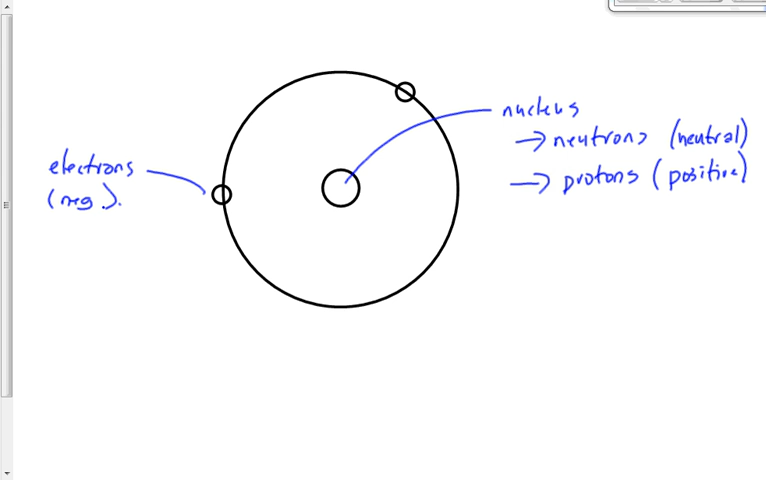 nucleus
→ neutrons (neutral)
→ protons (positive)
electrons
(neg.).